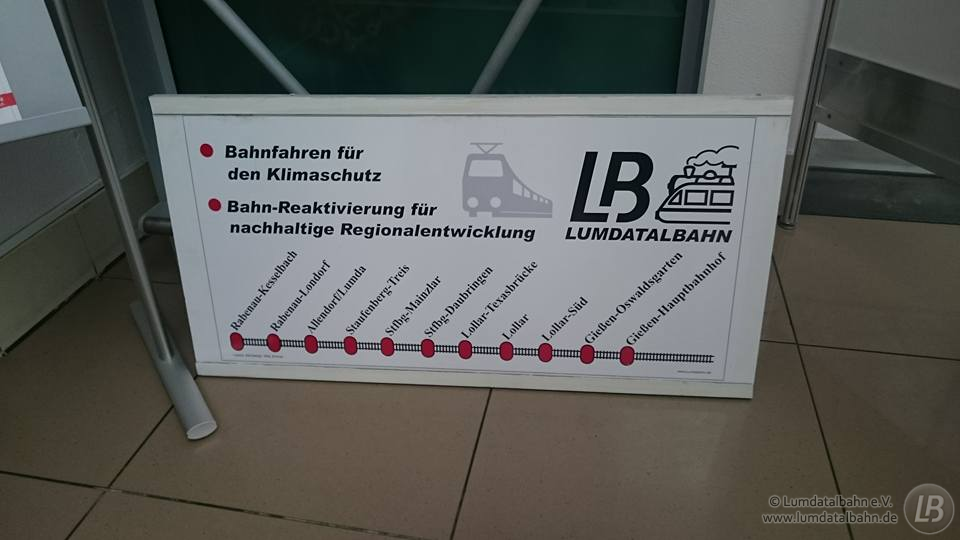 Bahnfahren für
den Klimaschutz
Bahn-Reaktivierung für
nachhaltige Regionalentwicklung
LB
LUMDATALBAHN
Rabenau-Kesselbach
Rabenau-Londorf
Allendorf/Lumda
Staufenberg-Treis
Stfbg-Mainzlar
Stfbg-Daubringen
Lollar-Texasbrücke
Lollar
Lollar-Süd
Gießen-Oswaldsgarten
Gießen-Hauptbahnhof
© Lumdatalbahn e.V.
www.lumdatalbahn.de
LB